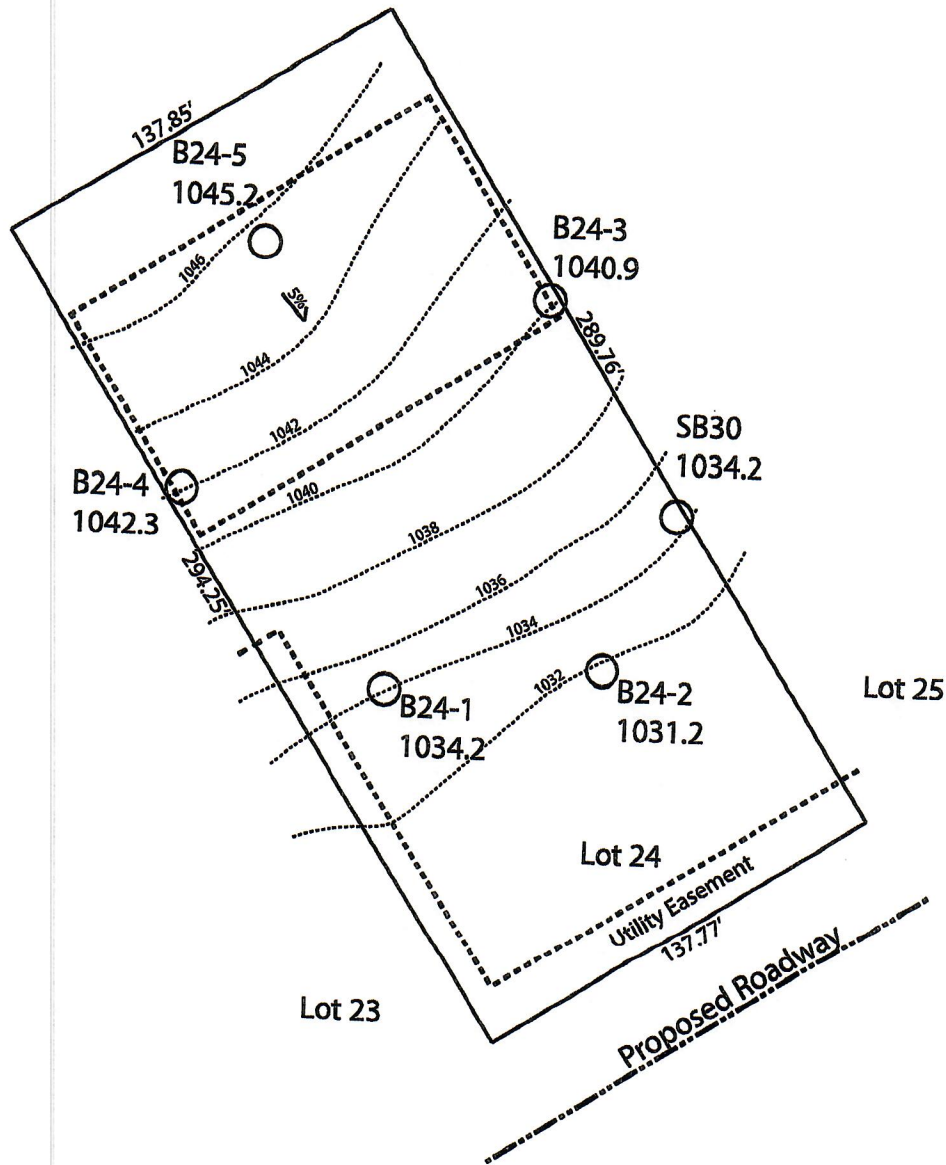 137.85'
B24-5
1045.2
1046
5%
B24-3
1040.9
289.76'
1044
1042
SB30
1034.2
B24-4
1042.3
1040
1038
294.25'
1036
1034
1032
B24-1
1034.2
B24-2
1031.2
Lot 25
Lot 24
Utility Easement
137.77'
Proposed Roadway
Lot 23